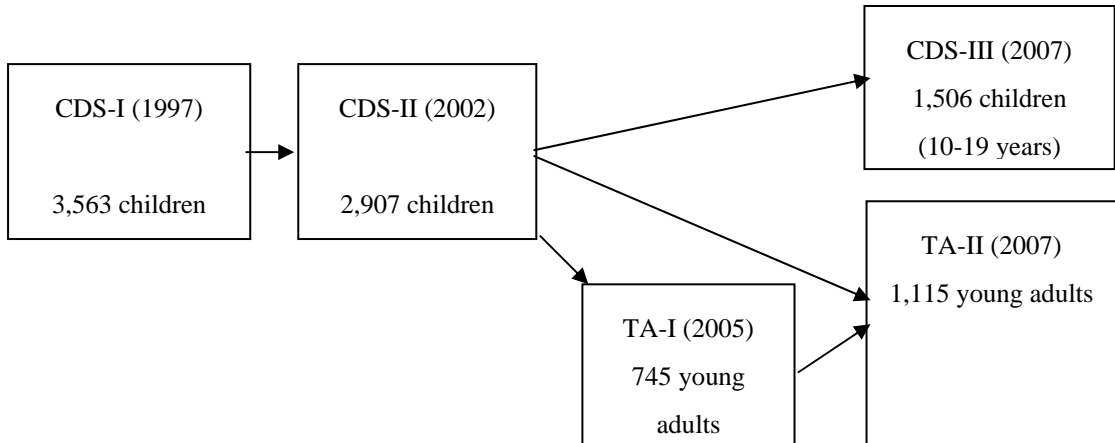 CDS-I (1997)
3,563 children
CDS-II (2002)
2,907 children
CDS-III (2007)
1,506 children
(10-19 years)
TA-I (2005)
745 young
adults
TA-II (2007)
1,115 young adults